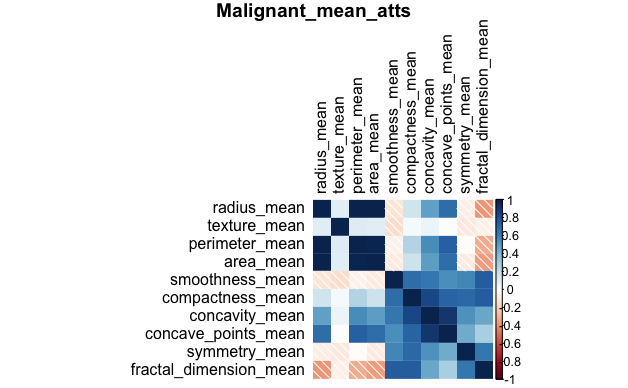 Malignant_mean_atts
radius_mean
texture_mean
perimeter_mean
area_mean
smoothness_mean
compactness_mean
concavity_mean
concave_points_mean
symmetry_mean
fractal_dimension_mean
radius_mean
texture_mean
perimeter_mean
area_mean
smoothness_mean
compactness_mean
concavity_mean
concave_points_mean
symmetry_mean
fractal_dimension_mean
1
0.8
0.6
0.4
0.2
0
-0.2
-0.4
-0.6
-0.8
-1